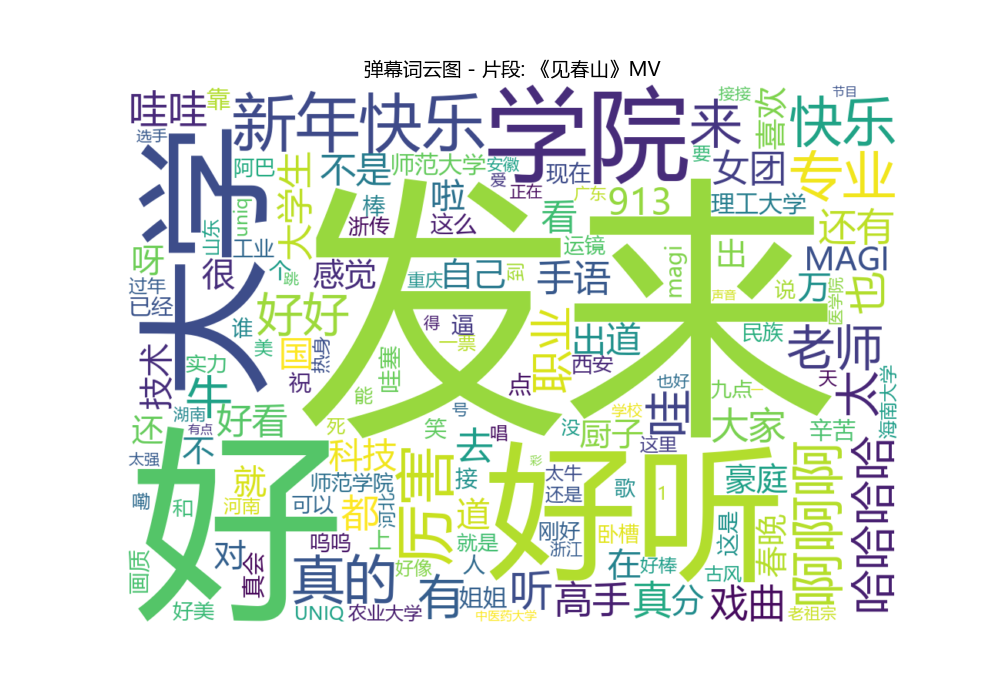 弹幕词云图 - 片段: 《见春山》MV
哇哇
靠
新年快乐
学院
来
喜欢
快乐
接接
节目
选手
大学
阿巴
大学生
不是
师范大学
安徽
爱
现在
正在
要
女团
专业
广东
uniq
山东
棒
啦
浙传
这么
看
913
理工大学
还有
呀
很
工业
个
跳
感觉
重庆
自己
到
手语
运镜
magi
出
MAGI
万
说
也
医学院
过年
已经
谁
好好
发来
声音
美
国
热身
得
逼
一票
职业
出道
民族
老师
技术
实力
祝
哇塞
点
西安
天
太
牛
能
号
也好
九点一
海南大学
湖南
有点
还
不
好看
死
笑
唱
没
学校
这里
哇
大家
辛苦
太强
好
科技
厉害
去
接
好听
彩
厨子
豪庭
啊啊啊啊
哈哈哈哈
嘞
和
就
河南
师范学院
可以
都
河北
道
太牛
还是
歌
1
卧槽
这是
春晚
画质
对
真会
呜呜
上
好像
就是
人
刚好
浙江
好棒
在
古风
好美
真的
UNIQ
农业大学
有
姐姐
中医药大学
听
高手
真
分
戏曲
老祖宗